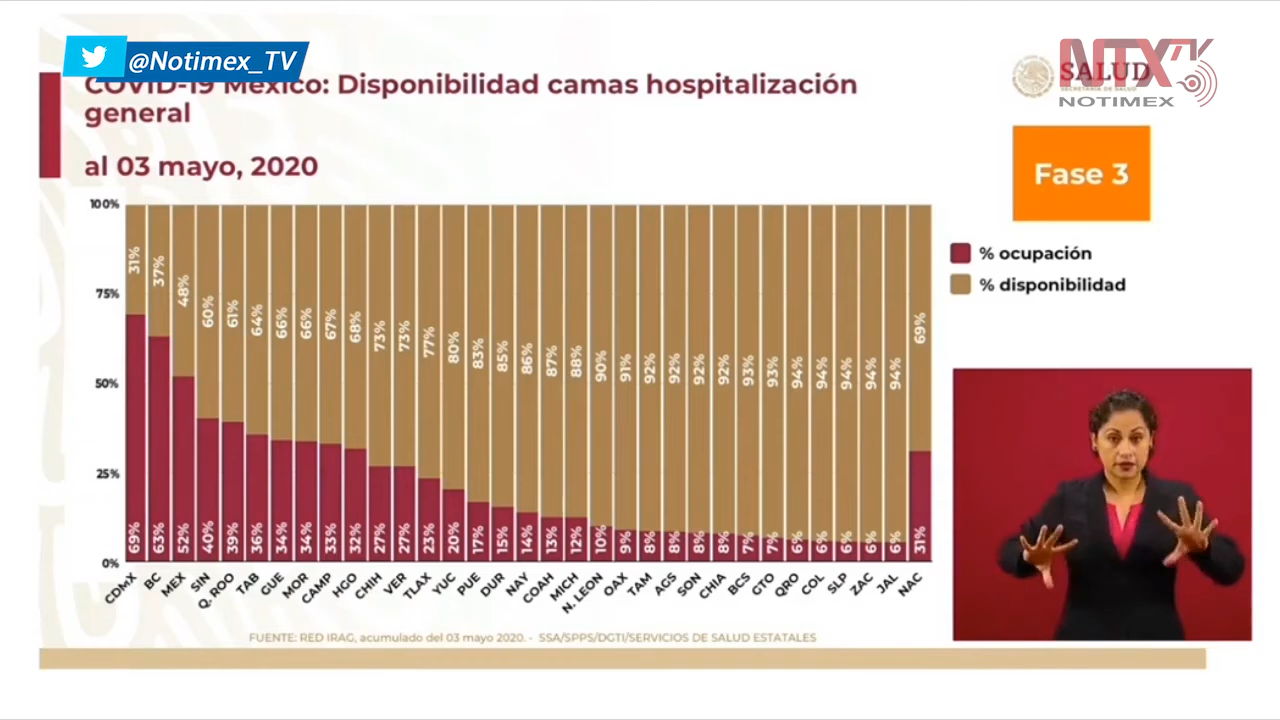 @Notimex_TV
COVID-19 México: Disponibilidad camas hospitalización
general
al 03 mayo, 2020
SALUD
SECRETARÍA DE SALUD
NTX TV
NOTIMEX
Fase 3
% ocupación
% disponibilidad
100%
75%
50%
25%
0%
31% 37% 48% 60% 61% 64% 66% 66% 67% 68% 73% 73% 77% 80% 83% 85% 86% 87% 88% 90% 91% 92% 92% 92% 92% 93% 93% 94% 94% 94% 94% 94% 69%
69% 63% 52% 40% 39% 36% 34% 34% 33% 32% 27% 27% 23% 20% 17% 15% 14% 13% 12% 10% 9% 8% 8% 8% 8% 7% 7% 6% 6% 6% 6% 6% 31%
CDMX BC MEX SIN Q. ROO TAB GUE MOR CAMP HGO CHIH VER TLAX YUC PUE DUR NAY COAH MICH N. LEON OAX TAM AGS SON CHIA BCS GTO QRO COL SLP ZAC JAL NAC
FUENTE: RED IRAG, acumulado del 03 mayo 2020. - SSA/SPPS/DGTI/SERVICIOS DE SALUD ESTATALES